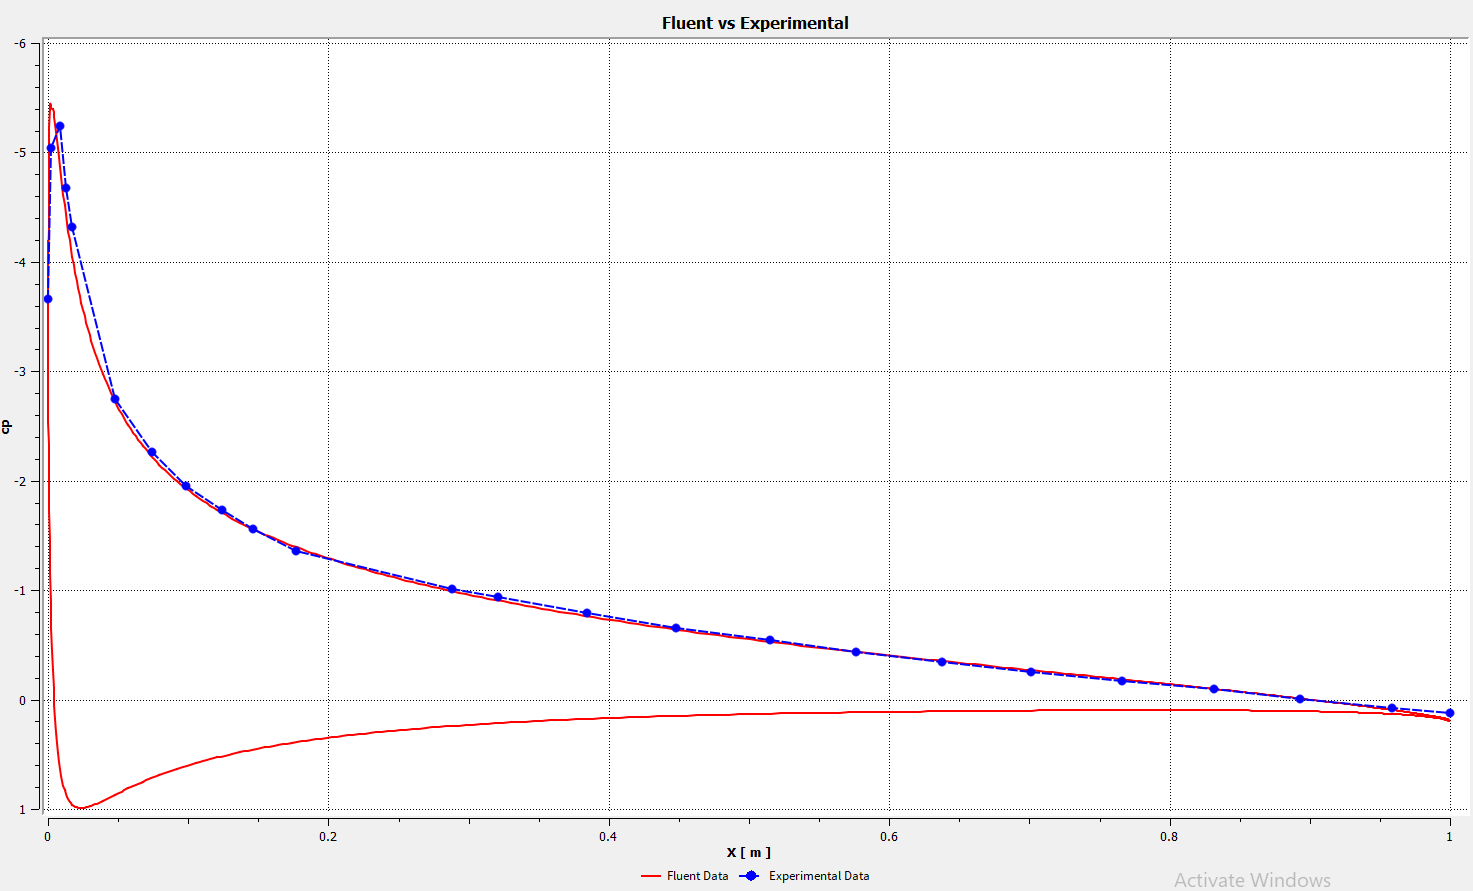 Fluent vs Experimental
-6
-5
-4
-3
-2
-1
0
1
cp
0 0.2 0.4 0.6 0.8 1
X [ m ]
Fluent Data Experimental Data
Activate Windows